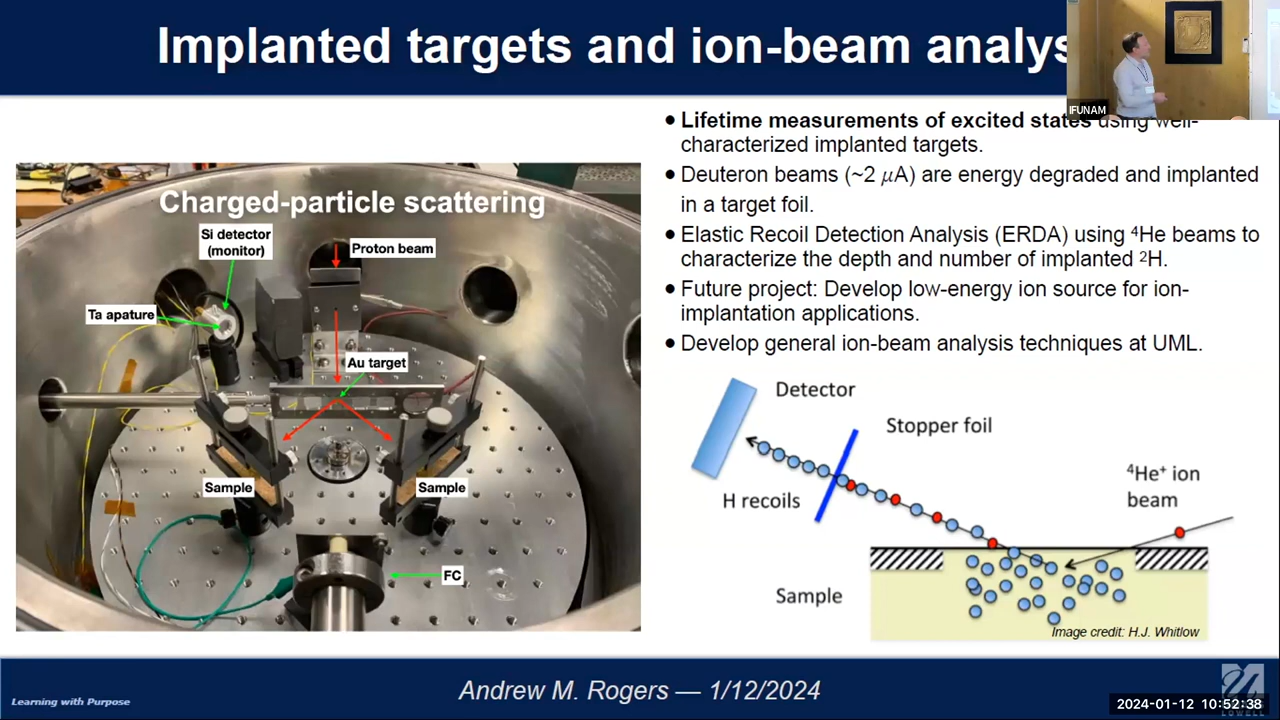 Implanted targets and ion-beam
IFUNAM
● Lifetime measurements of excited states using well-
characterized implanted targets.
● Deuteron beams (~2 μA) are energy degraded and implanted
in a target foil.
● Elastic Recoil Detection Analysis (ERDA) using ⁴He beams to
characterize the depth and number of implanted ²H.
● Future project: Develop low-energy ion source for ion-
implantation applications.
● Develop general ion-beam analysis techniques at UML.
Charged-particle scattering
Si detector
(monitor)
Proton beam
Ta apature
Au target
Sample
Sample
FC
Detector
Stopper foil
⁴He⁺ ion
beam
H recoils
Sample
Image credit: H.J. Whitlow
Andrew M. Rogers — 1/12/2024
Learning with Purpose
2024-01-12 10:52:38
LOWELL